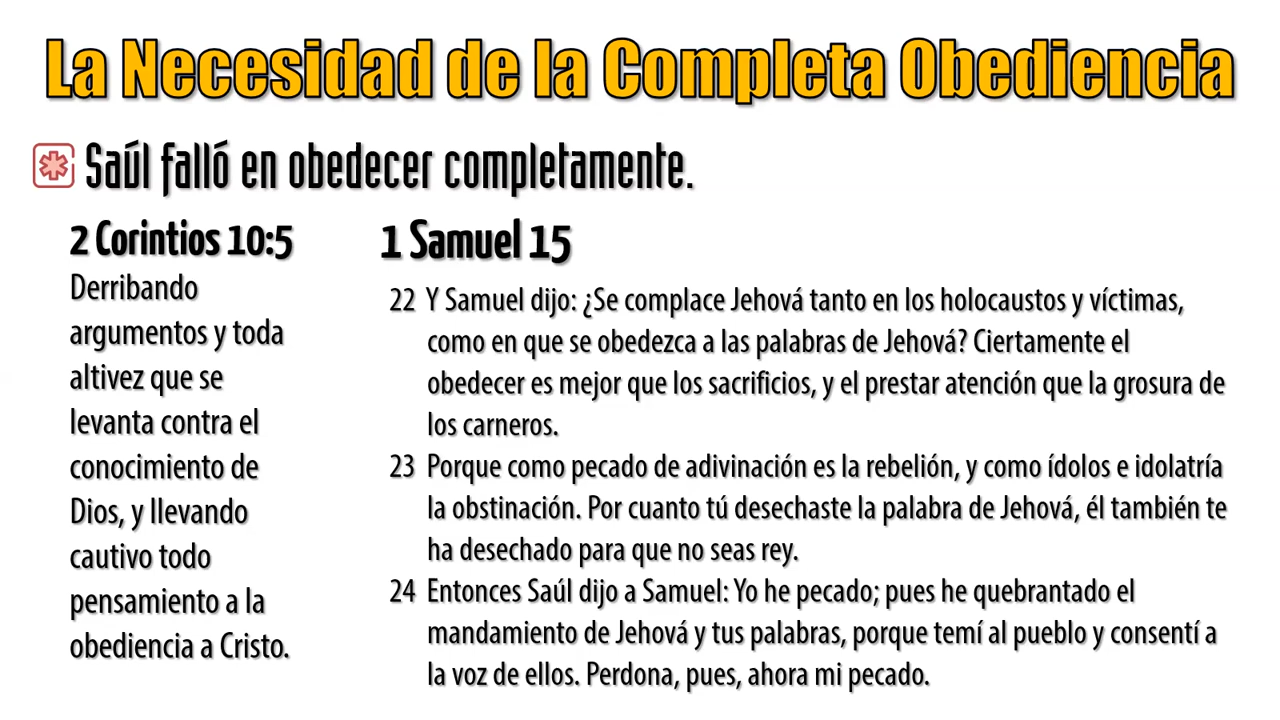 La Necesidad de la Completa Obediencia
Saúl falló en obedecer completamente.
2 Corintios 10:5
Derribando
argumentos y toda
altivez que se
levanta contra el
conocimiento de
Dios, y llevando
cautivo todo
pensamiento a la
obediencia a Cristo.
1 Samuel 15
22 Y Samuel dijo: ¿Se complace Jehová tanto en los holocaustos y víctimas,
como en que se obedezca a las palabras de Jehová? Ciertamente el
obedecer es mejor que los sacrificios, y el prestar atención que la grosura de
los carneros.
23 Porque como pecado de adivinación es la rebelión, y como ídolos e idolatría
la obstinación. Por cuanto tú desechaste la palabra de Jehová, él también te
ha desechado para que no seas rey.
24 Entonces Saúl dijo a Samuel: Yo he pecado; pues he quebrantado el
mandamiento de Jehová y tus palabras, porque temí al pueblo y consentí a
la voz de ellos. Perdona, pues, ahora mi pecado.